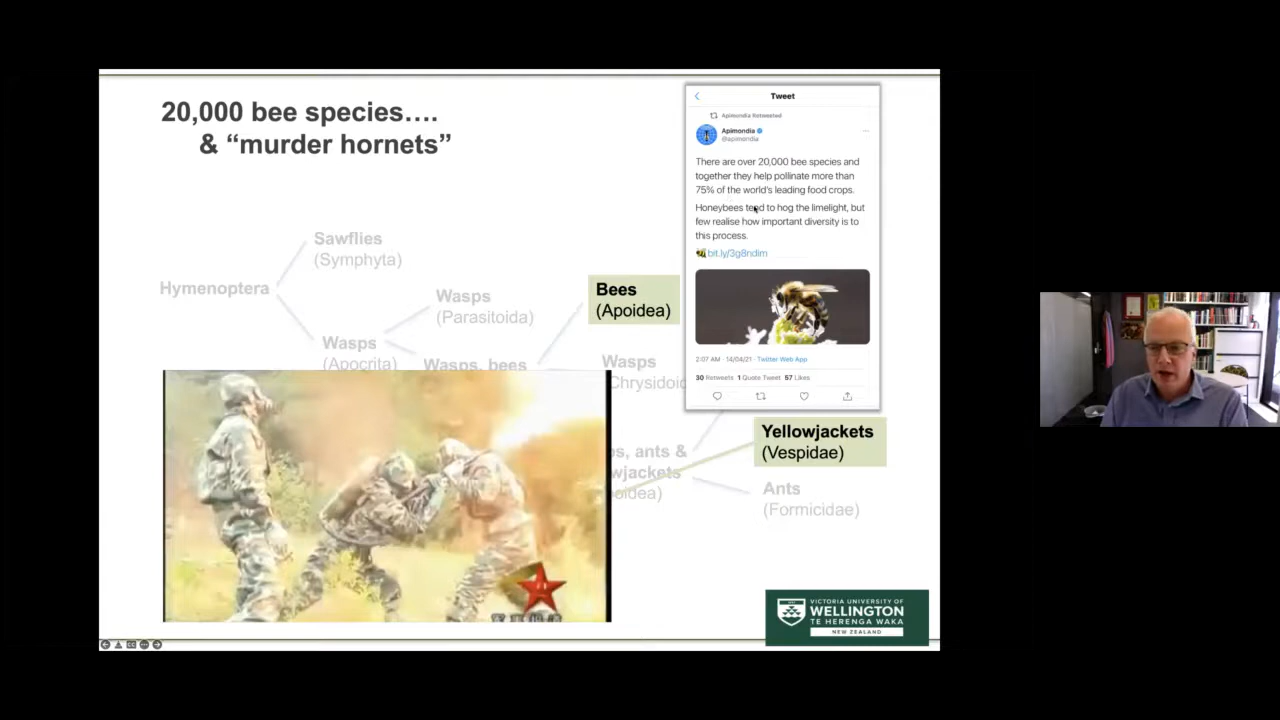 20,000 bee species….
& “murder hornets”
Sawflies
(Symphyta)
Hymenoptera
Wasps
(Parasitoida)
Wasps
(Apocrita)
Wasps, bees
Bees
(Apoidea)
Wasps
Chrysidoid
s, ants &
wjackets
oidea)
Yellowjackets
(Vespidae)
Ants
(Formicidae)
Tweet
Apimondia Retweeted
Apimondia
@apimondia
There are over 20,000 bee species and
together they help pollinate more than
75% of the world's leading food crops.
Honeybees tend to hog the limelight, but
few realise how important diversity is to
this process.
bit.ly/3g8ndim
2:07 AM · 14/04/21 · Twitter Web App
30 Retweets 1 Quote Tweet 57 Likes
VICTORIA UNIVERSITY OF
WELLINGTON
TE HERENGA WAKA
NEW ZEALAND